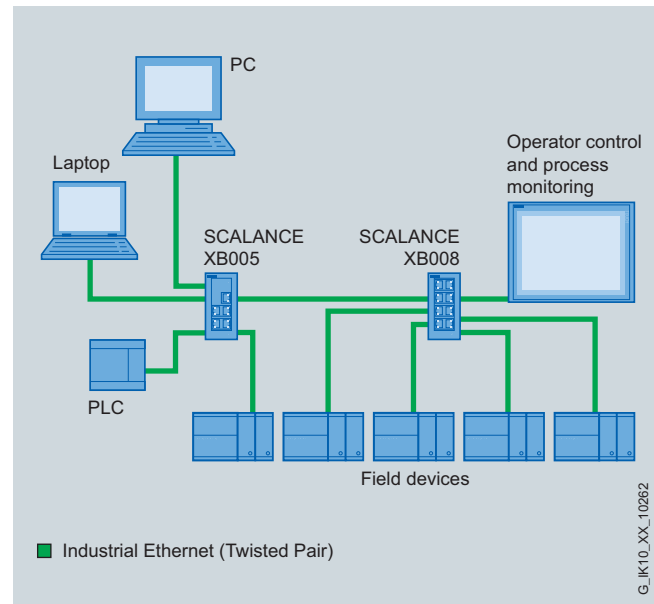 PC
Laptop
Operator control
and process
monitoring
SCALANCE
XB005
SCALANCE
XB008
PLC
Field devices
Industrial Ethernet (Twisted Pair)
G_IK10_XX_10262